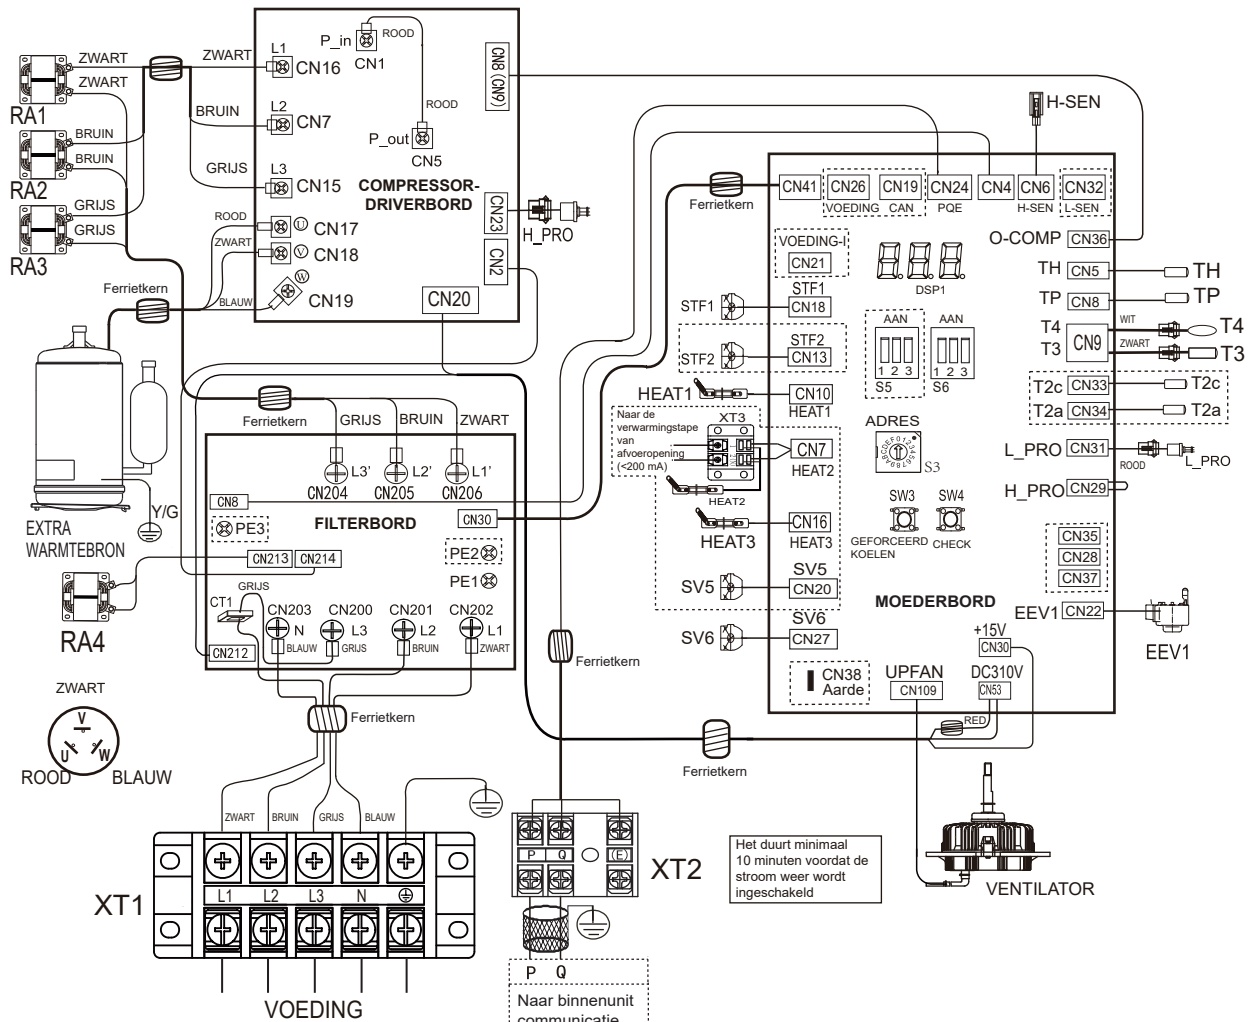 ZWART
ZWART
RA1
BRUIN
BRUIN
RA2
GRIJS
GRIJS
RA3
ZWART
L1
CN16
BRUIN
L2
CN7
GRIJS
L3
CN15
ROOD
U
CN17
ZWART
V
CN18
BLAUW
W
CN19
P_in
CN1
ROOD
ROOD
P_out
CN5
COMPRESSOR-
DRIVERBORD
CN8 (CN9)
CN23
H_PRO
CN2
CN20
Ferrietkern
EXTRA
WARMTEBRON
Y/G
RA4
ZWART
V
U
W
ROOD
BLAUW
Ferrietkern
GRIJS
BRUIN
ZWART
L3'
L2'
L1'
CN204
CN205
CN206
CN8
FILTERBORD
CN30
PE3
CN213
CN214
PE2
PE1
CT1
GRIJS
CN203
CN200
CN201
CN202
N
L3
L2
L1
BLAUW
GRIJS
BRUIN
ZWART
CN212
Ferrietkern
ZWART
BRUIN
GRIJS
BLAUW
XT1
L1
L2
L3
N
VOEDING
Ferrietkern
P
Q
(E)
XT2
P
Q
Naar binnenunit
communicatie
Ferrietkern
H-SEN
Ferrietkern
CN41
CN26
CN19
CN24
CN4
CN6
CN32
VOEDING
CAN
PQE
H-SEN
L-SEN
VOEDING-I
CN21
DSP1
O-COMP
CN36
TH
CN5
TH
TP
CN8
TP
T4
T3
CN9
WIT
T4
ZWART
T3
T2c
CN33
T2c
T2a
CN34
T2a
L_PRO
CN31
ROOD
L_PRO
H_PRO
CN29
CN35
CN28
CN37
EEV1
CN22
EEV1
STF1
STF1
CN18
STF2
STF2
CN13
HEAT1
CN10
HEAT1
Naar de
verwarmingstape
van
afvoeropening
(<200 mA)
XT3
CN7
HEAT2
HEAT2
CN16
HEAT3
HEAT3
SV5
SV5
CN20
SV6
SV6
CN27
AAN
1 2 3
S5
AAN
1 2 3
S6
ADRES
0123456789ABCDEF
S3
SW3
SW4
GEFORCEERD
KOELEN
CHECK
MOEDERBORD
+15V
CN30
CN38
Aarde
UPFAN
CN109
DC310V
CN53
RED
Ferrietkern
Het duurt minimaal
10 minuten voordat de
stroom weer wordt
ingeschakeld
VENTILATOR